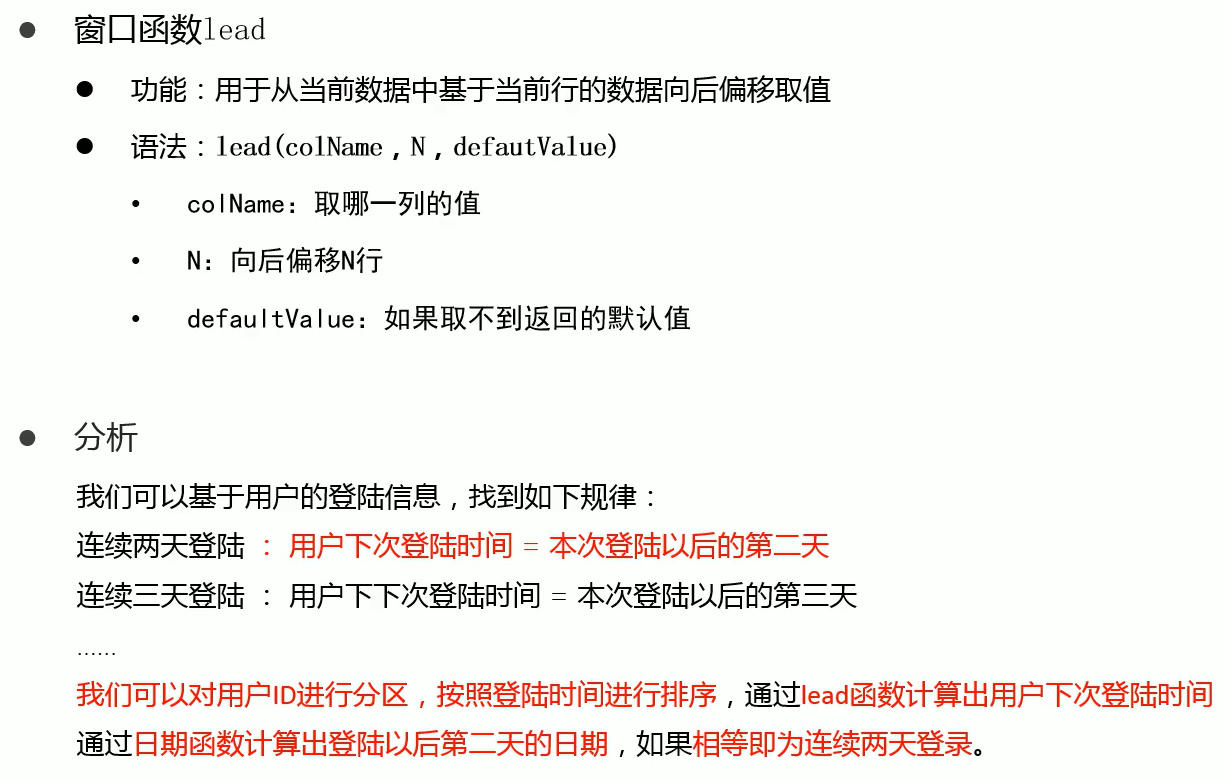 窗口函数lead
功能：用于从当前数据中基于当前行的数据向后偏移取值
语法：lead(colName，N，defautValue)
colName：取哪一列的值
N：向后偏移N行
defaultValue：如果取不到返回的默认值
分析
我们可以基于用户的登陆信息，找到如下规律：
连续两天登陆 ： 用户下次登陆时间 = 本次登陆以后的第二天
连续三天登陆 ： 用户下下次登陆时间 = 本次登陆以后的第三天
……
我们可以对用户ID进行分区，按照登陆时间进行排序，通过lead函数计算出用户下次登陆时间
通过日期函数计算出登陆以后第二天的日期，如果相等即为连续两天登录。